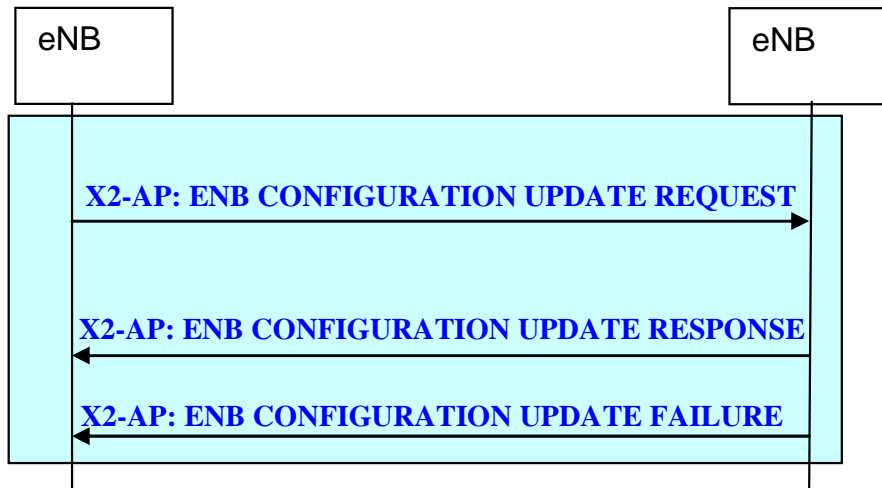 eNB
eNB
X2-AP: ENB CONFIGURATION UPDATE REQUEST
X2-AP: ENB CONFIGURATION UPDATE RESPONSE
X2-AP: ENB CONFIGURATION UPDATE FAILURE